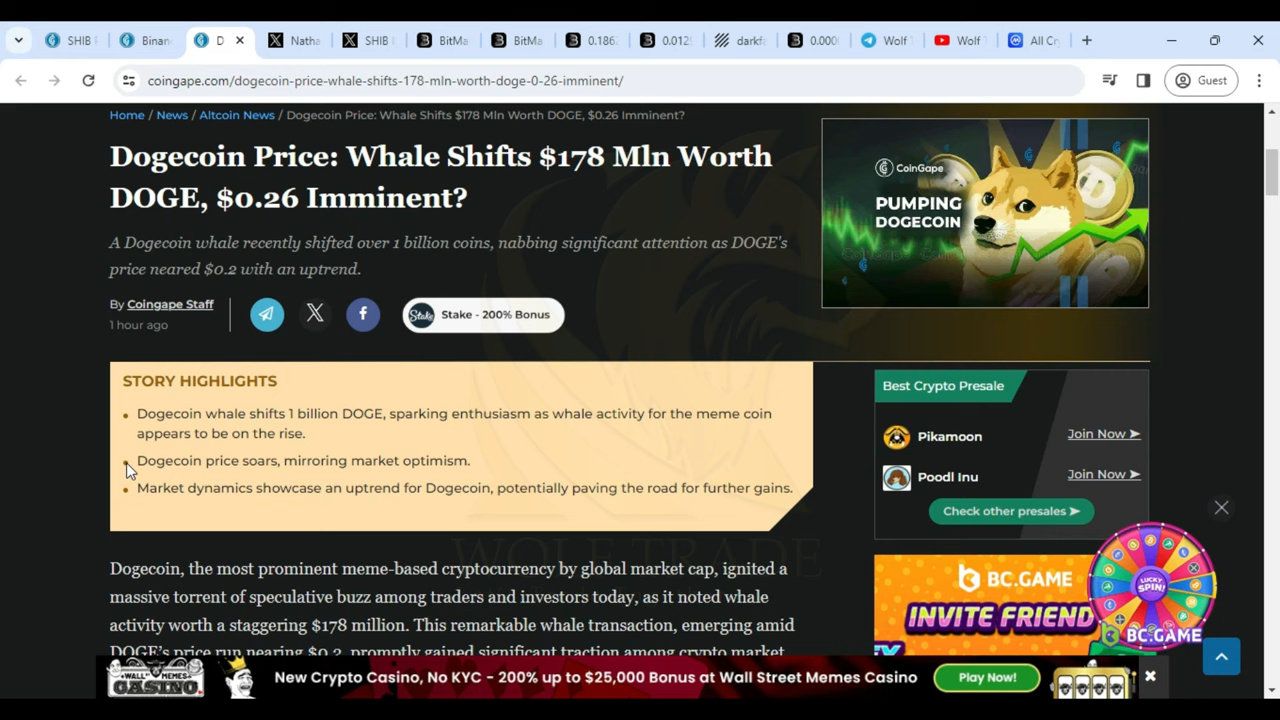 SHIB
Binan
D
Natha
SHIB
BitMa
BitMa
0.1862
0.0129
darkfa
0.000
Wolf T
Wolf T
All Cry
coingape.com/dogecoin-price-whale-shifts-178-mln-worth-doge-0-26-imminent/
Guest
Home / News / Altcoin News / Dogecoin Price: Whale Shifts $178 Mln Worth DOGE, $0.26 Imminent?
Dogecoin Price: Whale Shifts $178 Mln Worth
DOGE, $0.26 Imminent?
A Dogecoin whale recently shifted over 1 billion coins, nabbing significant attention as DOGE's
price neared $0.2 with an uptrend.
By Coingape Staff
1 hour ago
Stake
Stake - 200% Bonus
CoinGape
PUMPING
DOGECOIN
STORY HIGHLIGHTS
Dogecoin whale shifts 1 billion DOGE, sparking enthusiasm as whale activity for the meme coin
appears to be on the rise.
Dogecoin price soars, mirroring market optimism.
Market dynamics showcase an uptrend for Dogecoin, potentially paving the road for further gains.
Best Crypto Presale
Pikamoon Join Now ➤
Poodl Inu Join Now ➤
Check other presales ➤
WOLF TRADE
Dogecoin, the most prominent meme-based cryptocurrency by global market cap, ignited a
massive torrent of speculative buzz among traders and investors today, as it noted whale
activity worth a staggering $178 million. This remarkable whale transaction, emerging amid
DOGE's price run nearing $0.2, promptly gained significant traction among crypto market
BC.GAME
INVITE FRIEND
LUCKY
SPIN!
BC.GAME
WALL ST MEMES
CASINO
New Crypto Casino, No KYC - 200% up to $25,000 Bonus at Wall Street Memes Casino
Play Now!